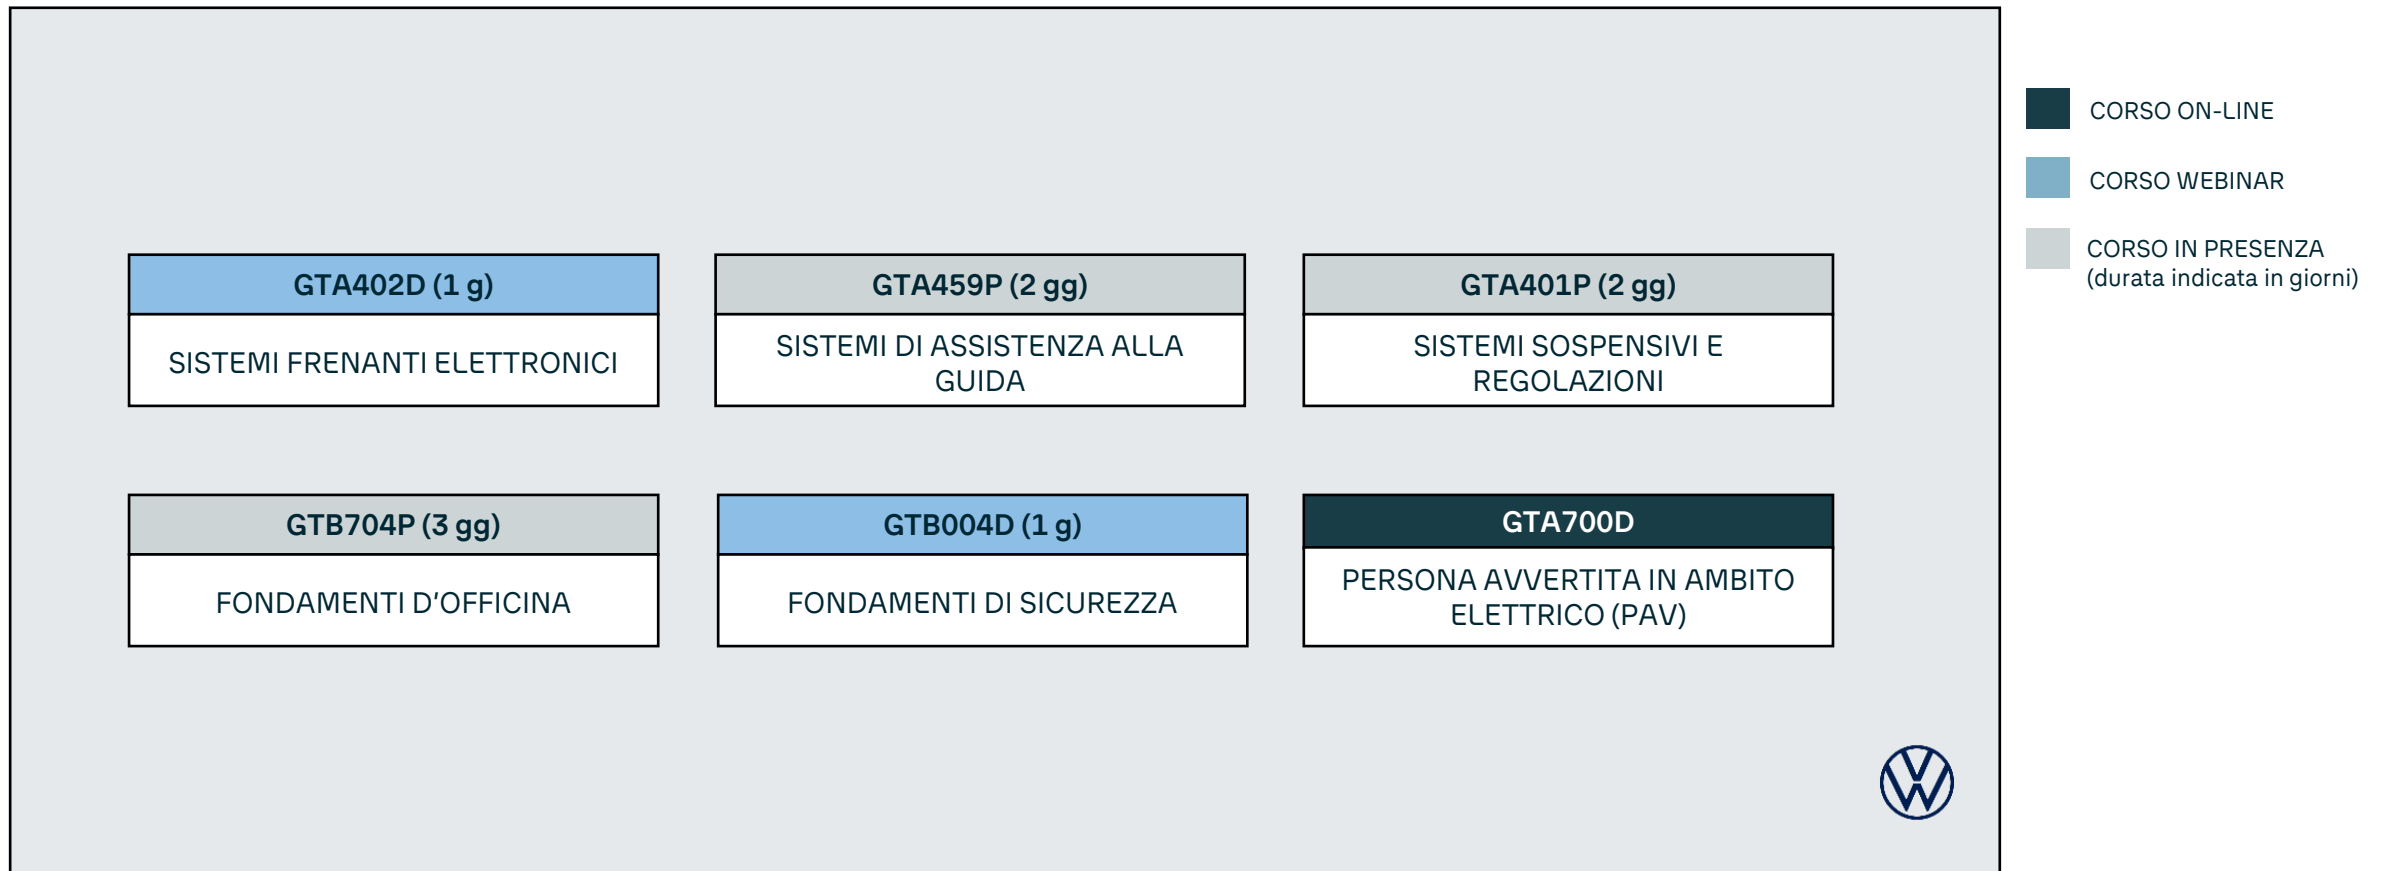 CORSO ON-LINE
CORSO WEBINAR
CORSO IN PRESENZA
(durata indicata in giorni)
GTA402D (1 g)
SISTEMI FRENANTI ELETTRONICI
GTA459P (2 gg)
SISTEMI DI ASSISTENZA ALLA
GUIDA
GTA401P (2 gg)
SISTEMI SOSPENSIVI E
REGOLAZIONI
GTB704P (3 gg)
FONDAMENTI D’OFFICINA
GTB004D (1 g)
FONDAMENTI DI SICUREZZA
GTA700D
PERSONA AVVERTITA IN AMBITO
ELETTRICO (PAV)